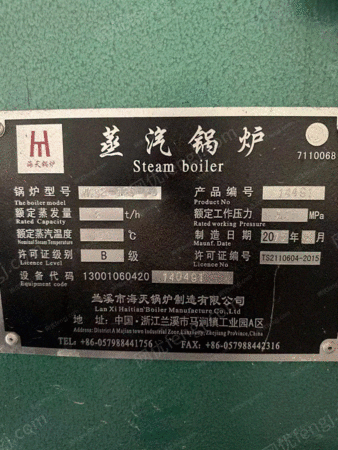 海天锅炉
蒸汽锅炉
Steam boiler
7110068
锅炉型号
The boiler model
产品编号 14491
Product No
额定蒸发量 t/h
Rated Capacity
额定工作压力 MPa
Rated working pressure
额定蒸汽温度 ℃
Nominal Steam Temperature
制造日期 20 年 月
Manuf. Date
许可证级别 B 级
Licence Level
许可证编号 TS2110604-2015
Licence No
设备代码 13001060420 140491
Equipment code
兰溪市海天锅炉制造有限公司
Lan Xi Haitian Boiler Manufacture Co.,Ltd
地 址: 中国·浙江兰溪市马涧镇工业园A区
TEL: +86-057988441756 FAX: +86-057988442316